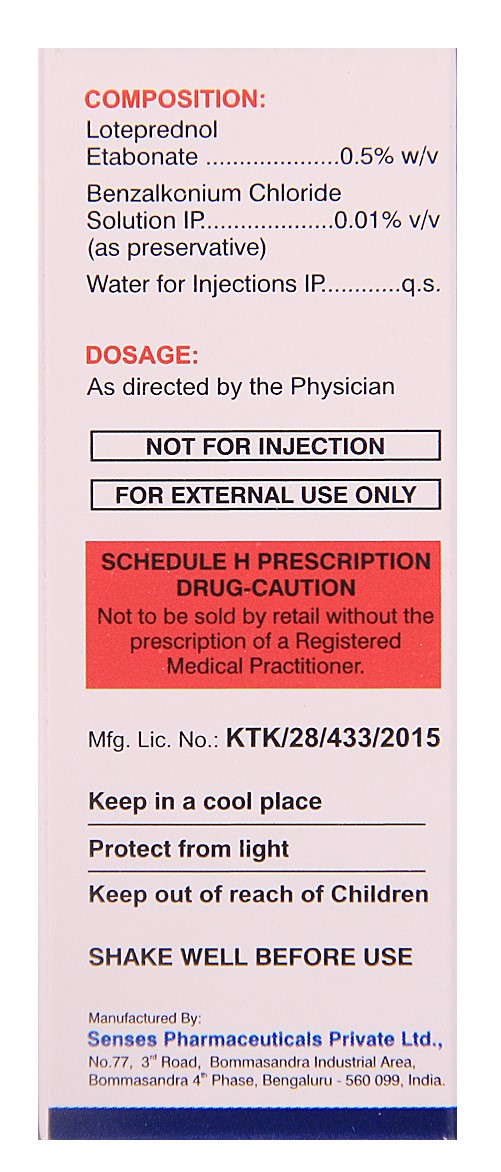 COMPOSITION:
Loteprednol
Etabonate ....................0.5% w/v
Benzalkonium Chloride
Solution IP....................0.01% v/v
(as preservative)
Water for Injections IP............q.s.
DOSAGE:
As directed by the Physician
NOT FOR INJECTION
FOR EXTERNAL USE ONLY
SCHEDULE H PRESCRIPTION
DRUG-CAUTION
Not to be sold by retail without the
prescription of a Registered
Medical Practitioner.
Mfg. Lic. No.: KTK/28/433/2015
Keep in a cool place
Protect from light
Keep out of reach of Children
SHAKE WELL BEFORE USE
Manufactured By:
Senses Pharmaceuticals Private Ltd.,
No.77, 3rd Road, Bommasandra Industrial Area,
Bommasandra 4th Phase, Bengaluru - 560 099, India.